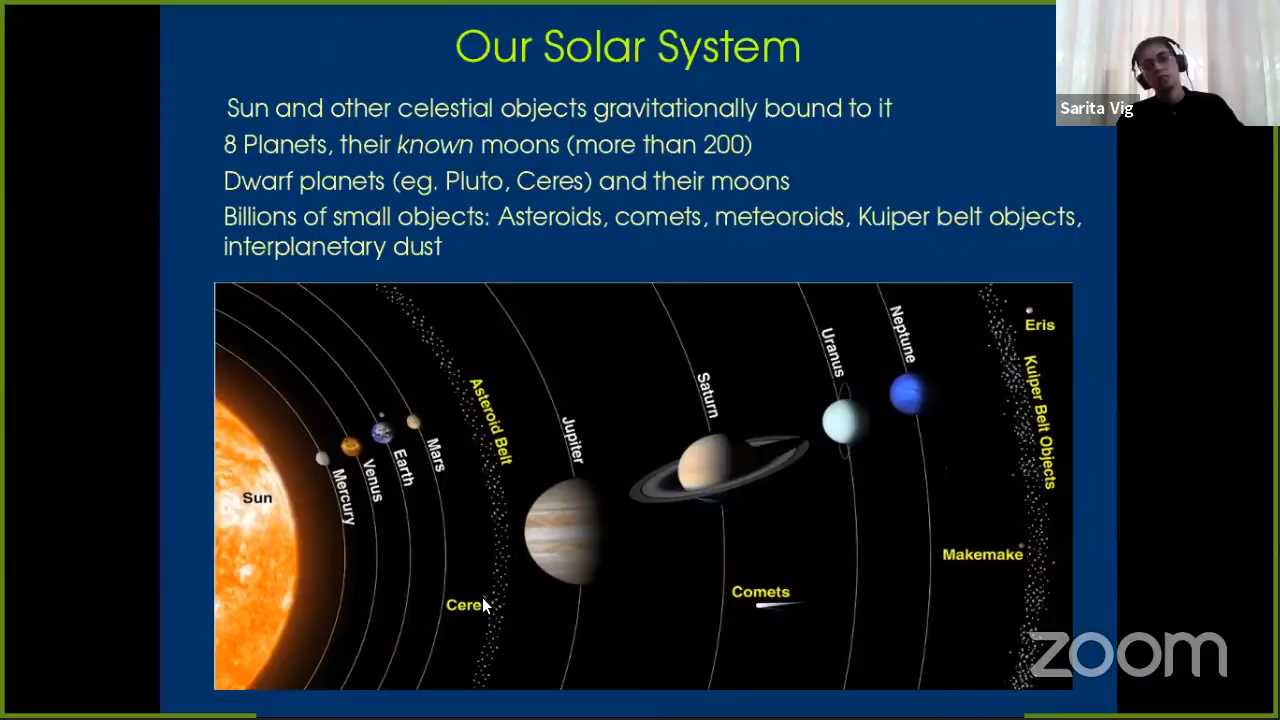 Our Solar System
Sarita Vig
Sun and other celestial objects gravitationally bound to it
8 Planets, their known moons (more than 200)
Dwarf planets (eg. Pluto, Ceres) and their moons
Billions of small objects: Asteroids, comets, meteoroids, Kuiper belt objects,
interplanetary dust
Sun
Mercury
Venus
Earth
Mars
Asteroid Belt
Cere
Jupiter
Saturn
Comets
Uranus
Neptune
Eris
Kuiper Belt Objects
Makemake
zoom